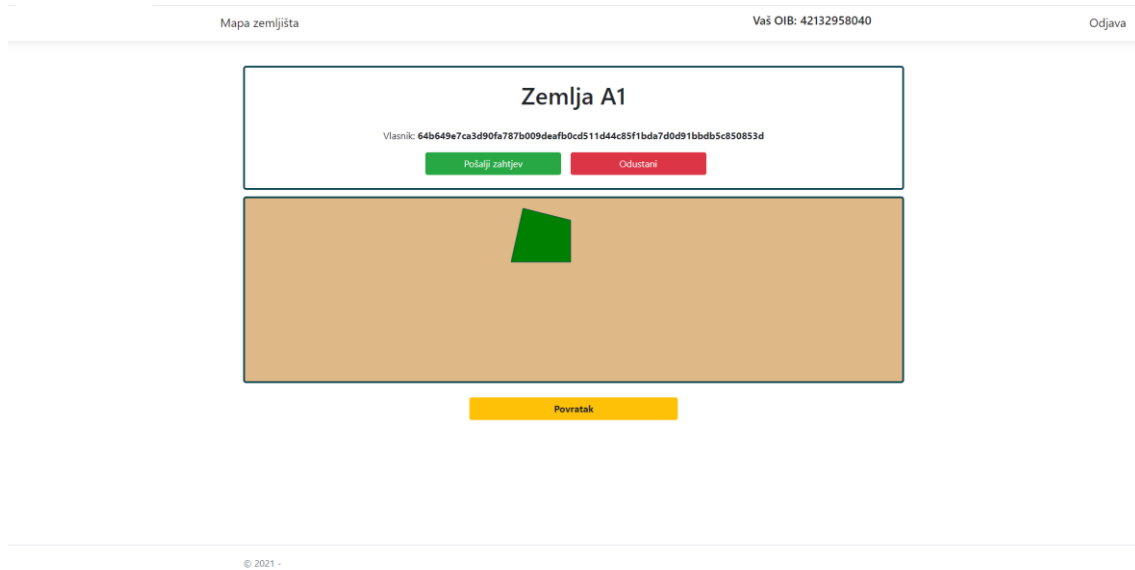 Mapa zemljišta
Vaš OIB: 42132958040
Odjava
Zemlja A1
Vlasnik: 64b649e7ca3d90fa787b009deafb0cd511d44c85f1bda7d0d91bbdb5c850853d
Pošalji zahtjev
Odustani
Povratak
© 2021 -